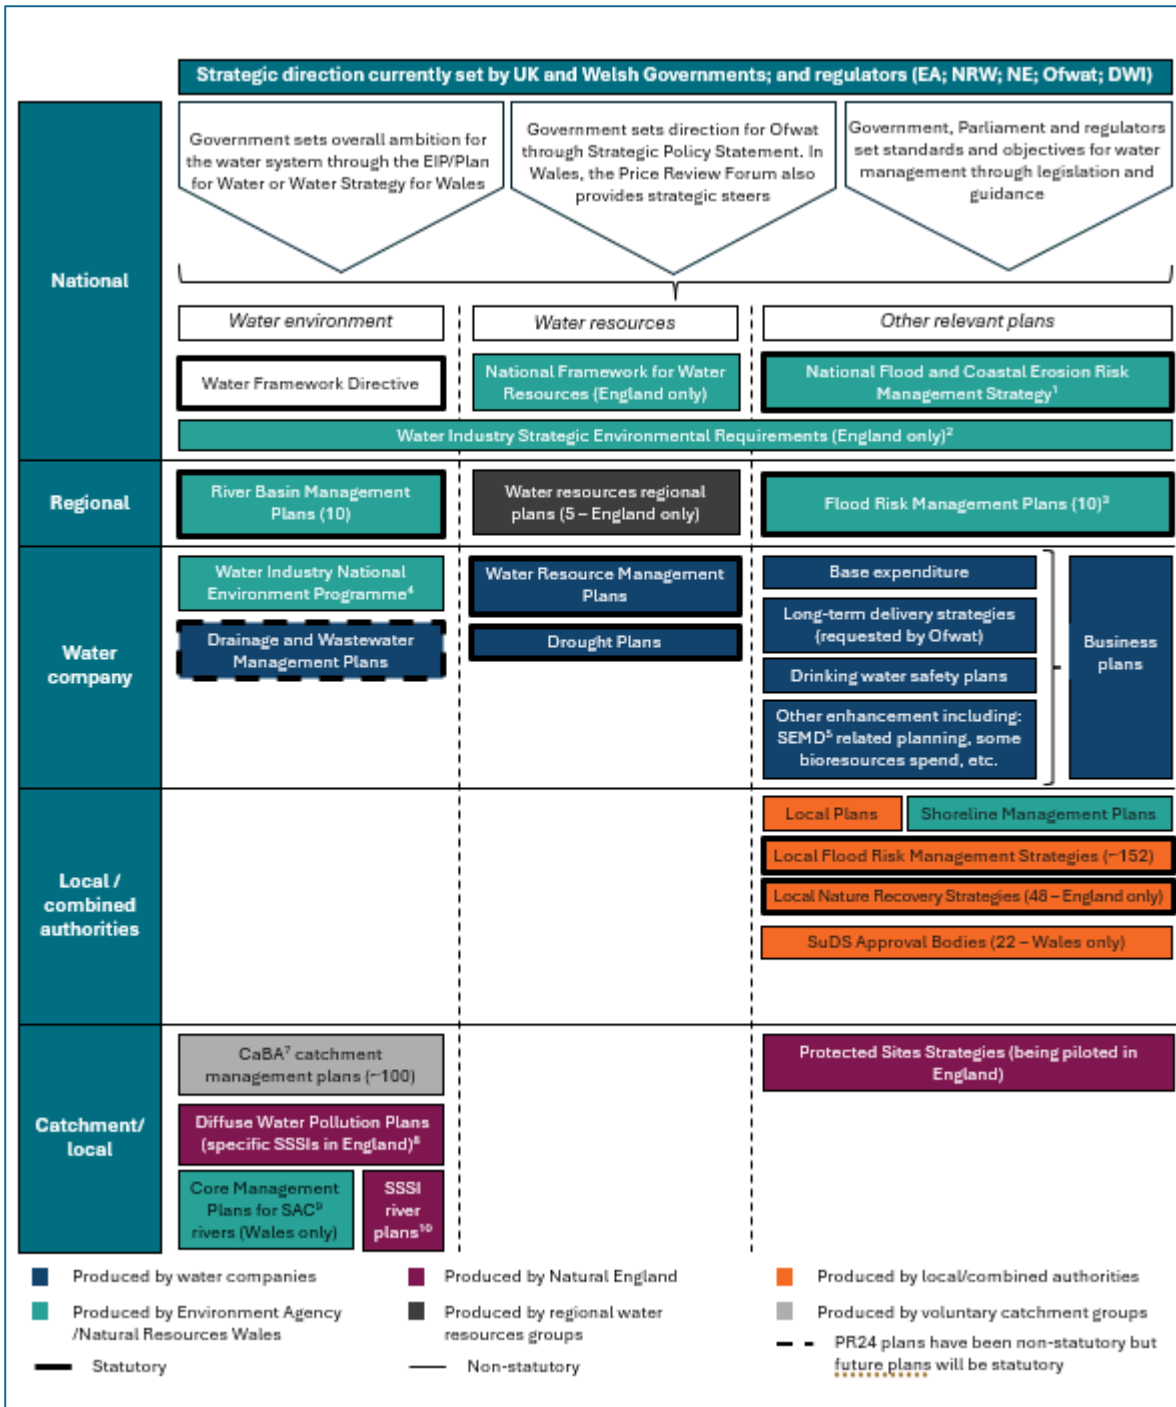 Strategic direction currently set by UK and Welsh Governments; and regulators (EA; NRW; NE; Ofwat; DWI)
National
Government sets overall ambition for
the water system through the EIP/Plan
for Water or Water Strategy for Wales
Government sets direction for Ofwat
through Strategic Policy Statement. In
Wales, the Price Review Forum also
provides strategic steers
Government, Parliament and regulators
set standards and objectives for water
management through legislation and
guidance
Water environment
Water resources
Other relevant plans
Water Framework Directive
National Framework for Water
Resources (England only)
National Flood and Coastal Erosion Risk
Management Strategy¹
Water Industry Strategic Environmental Requirements (England only)²
Regional
River Basin Management
Plans (10)
Water resources regional
plans (5 – England only)
Flood Risk Management Plans (10)³
Water
company
Water Industry National
Environment Programme⁴
Drainage and Wastewater
Management Plans
Water Resource Management
Plans
Drought Plans
Base expenditure
Long-term delivery strategies
(requested by Ofwat)
Drinking water safety plans
Other enhancement including:
SEMD⁵ related planning, some
bioresources spend, etc.
Business
plans
Local /
combined
authorities
Local Plans
Shoreline Management Plans
Local Flood Risk Management Strategies (~152)
Local Nature Recovery Strategies (48 – England only)
SuDS Approval Bodies (22 – Wales only)
Catchment/
local
CaBA⁷ catchment
management plans (~100)
Diffuse Water Pollution Plans
(specific SSSIs in England)⁸
Core Management
Plans for SAC⁹
rivers (Wales only)
SSSI
river
plans¹⁰
Protected Sites Strategies (being piloted in
England)
Produced by water companies
Produced by Natural England
Produced by local/combined authorities
Produced by Environment Agency
/Natural Resources Wales
Produced by regional water
resources groups
Produced by voluntary catchment groups
Statutory
Non-statutory
PR24 plans have been non-statutory but
future plans will be statutory